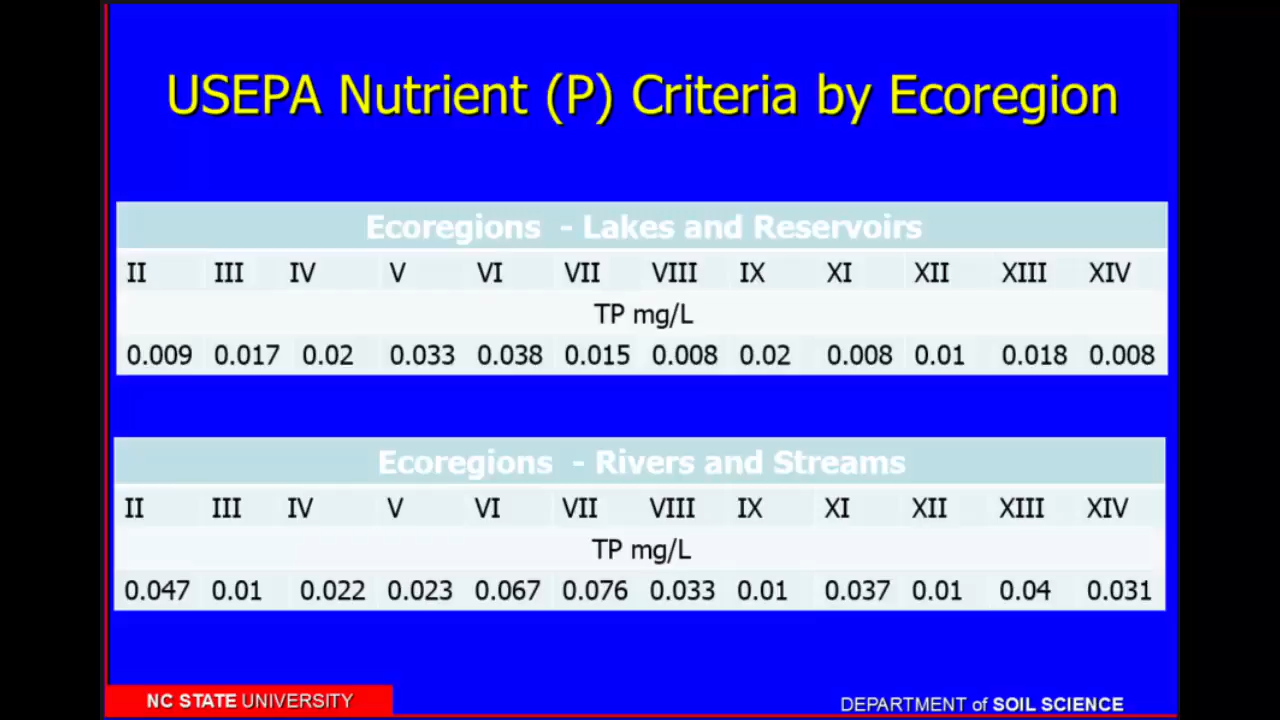 USEPA Nutrient (P) Criteria by Ecoregion
Ecoregions - Lakes and Reservoirs
II III IV V VI VII VIII IX XI XII XIII XIV
TP mg/L
0.009 0.017 0.02 0.033 0.038 0.015 0.008 0.02 0.008 0.01 0.018 0.008
Ecoregions - Rivers and Streams
II III IV V VI VII VIII IX XI XII XIII XIV
TP mg/L
0.047 0.01 0.022 0.023 0.067 0.076 0.033 0.01 0.037 0.01 0.04 0.031
NC STATE UNIVERSITY
DEPARTMENT of SOIL SCIENCE